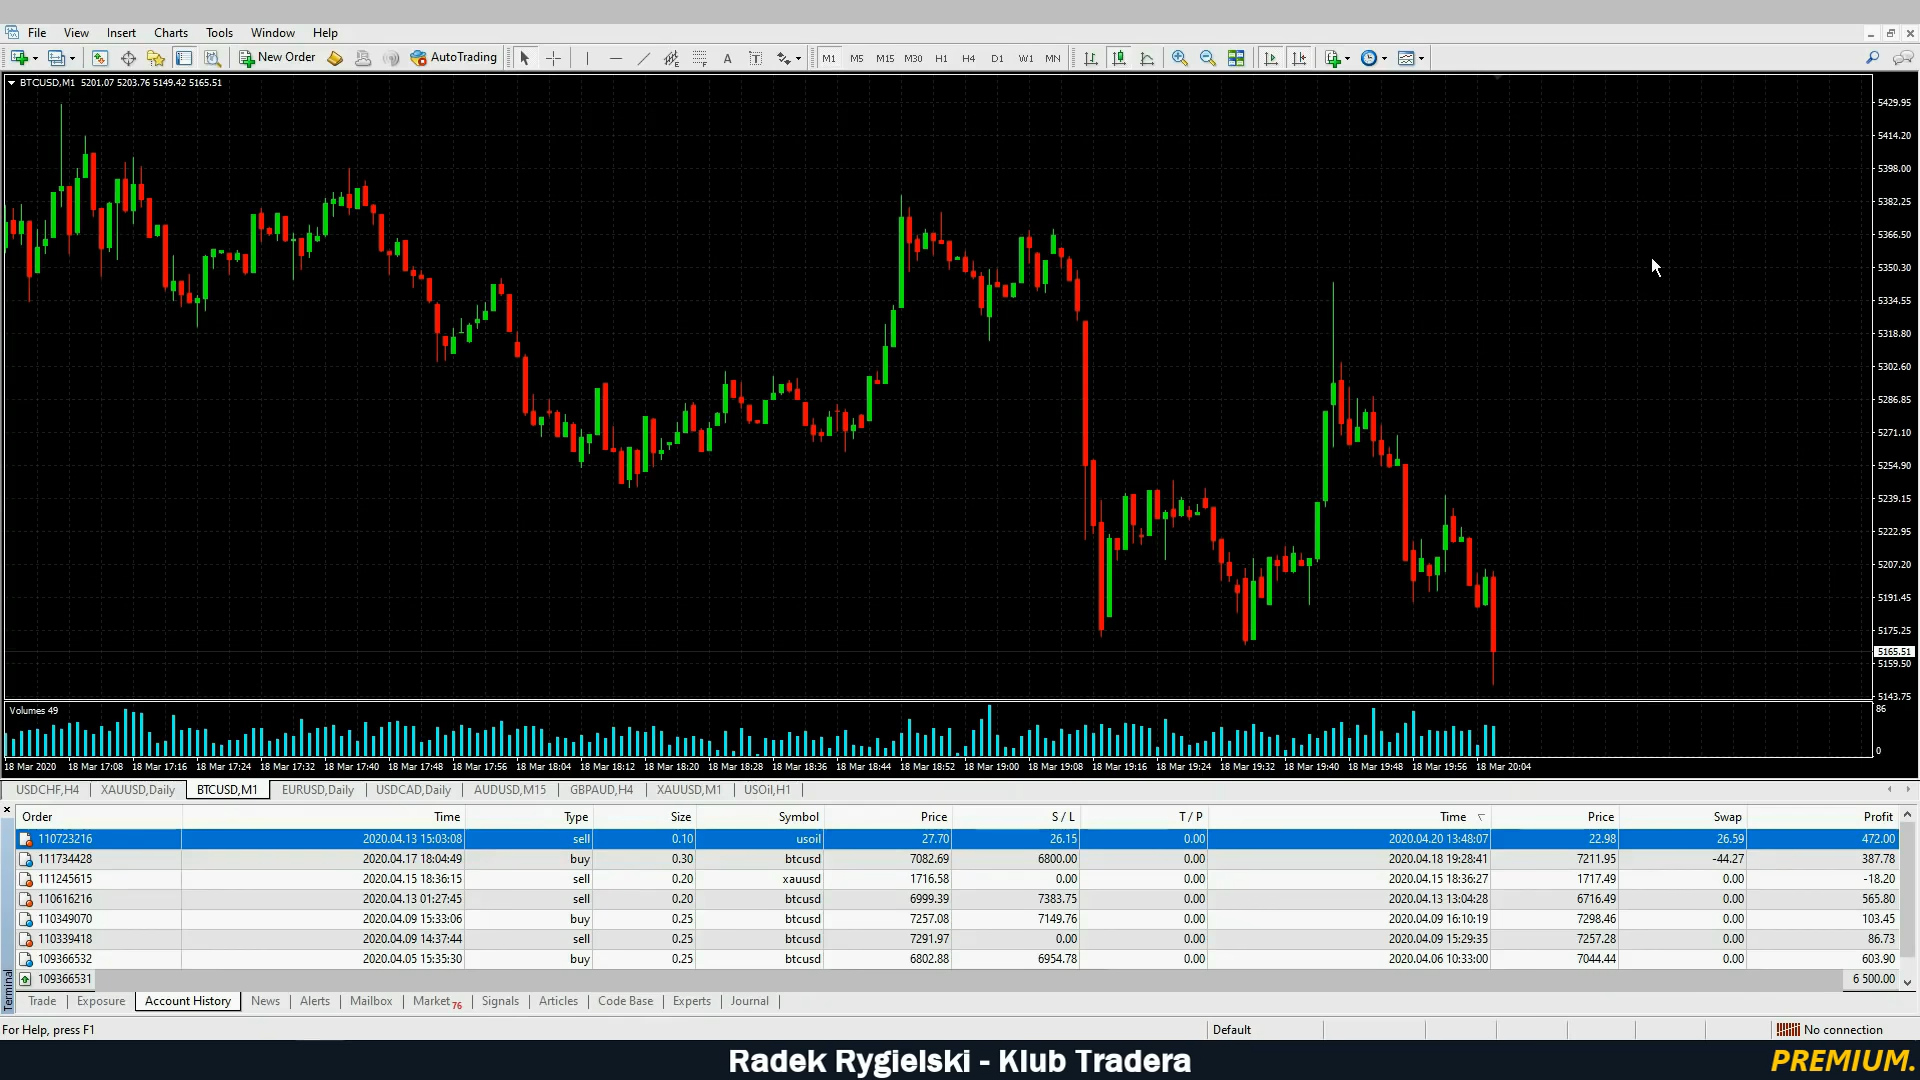 File View Insert Charts Tools Window Help
New Order AutoTrading A T M1 M5 M15 M30 H1 H4 D1 W1 MN
BTCUSD,M1 5201.07 5203.76 5149.42 5165.51
5429.95
5414.20
5398.00
5382.25
5366.50
5350.30
5334.55
5318.80
5302.60
5286.85
5271.10
5254.90
5239.15
5222.95
5207.20
5191.45
5175.25
5165.51
5159.50
5143.75
Volumes 49
86
0
18 Mar 2020 18 Mar 17:08 18 Mar 17:16 18 Mar 17:24 18 Mar 17:32 18 Mar 17:40 18 Mar 17:48 18 Mar 17:56 18 Mar 18:04 18 Mar 18:12 18 Mar 18:20 18 Mar 18:28 18 Mar 18:36 18 Mar 18:44 18 Mar 18:52 18 Mar 19:00 18 Mar 19:08 18 Mar 19:16 18 Mar 19:24 18 Mar 19:32 18 Mar 19:40 18 Mar 19:48 18 Mar 19:56 18 Mar 20:04
USDCHF,H4 XAUUSD,Daily BTCUSD,M1 EURUSD,Daily USDCAD,Daily AUDUSD,M15 GBPAUD,H4 XAUUSD,M1 USOil,H1
Order Time Type Size Symbol Price S / L T / P Time Price Swap Profit
110723216 2020.04.13 15:03:08 sell 0.10 usoil 27.70 26.15 0.00 2020.04.20 13:48:07 22.98 26.59 472.00
111734428 2020.04.17 18:04:49 buy 0.30 btcusd 7082.69 6800.00 0.00 2020.04.18 19:28:41 7211.95 -44.27 387.78
111245615 2020.04.15 18:36:15 sell 0.20 xauusd 1716.58 0.00 0.00 2020.04.15 18:36:27 1717.49 0.00 -18.20
110616216 2020.04.13 01:27:45 sell 0.20 btcusd 6999.39 7383.75 0.00 2020.04.13 13:04:28 6716.49 0.00 565.80
110349070 2020.04.09 15:33:06 buy 0.25 btcusd 7257.08 7149.76 0.00 2020.04.09 16:10:19 7298.46 0.00 103.45
110339418 2020.04.09 14:37:44 sell 0.25 btcusd 7291.97 0.00 0.00 2020.04.09 15:29:35 7257.28 0.00 86.73
109366532 2020.04.05 15:35:30 buy 0.25 btcusd 6802.88 6954.78 0.00 2020.04.06 10:33:00 7044.44 0.00 603.90
109366531 6 500.00
Terminal
Trade Exposure Account History News Alerts Mailbox Market 76 Signals Articles Code Base Experts Journal
For Help, press F1 Default No connection
Radek Rygielski - Klub Tradera
PREMIUM.